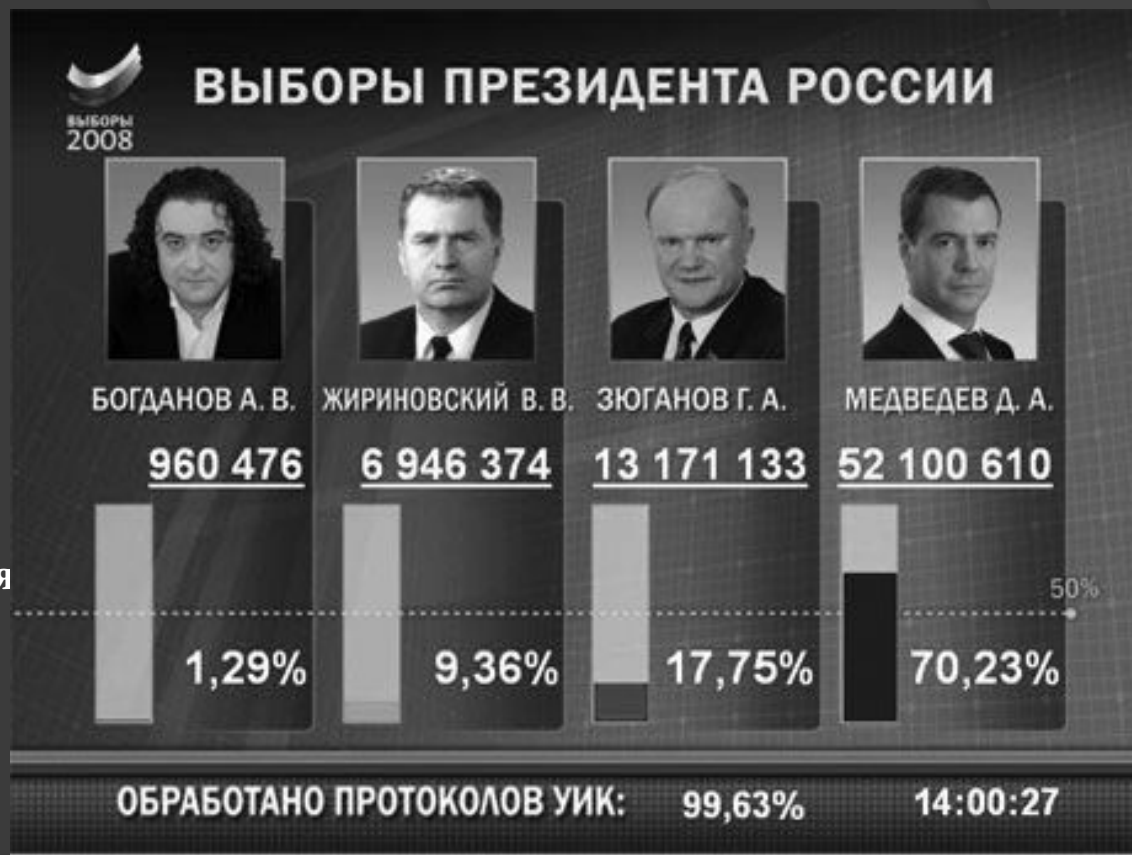 ВЫБОРЫ ПРЕЗИДЕНТА РОССИИ
ВЫБОРЫ
2008
БОГДАНОВ А. В. ЖИРИНОВСКИЙ В. В. ЗЮГАНОВ Г. А. МЕДВЕДЕВ Д. А.
960 476 6 946 374 13 171 133 52 100 610
я
50%
1,29% 9,36% 17,75% 70,23%
ОБРАБОТАНО ПРОТОКОЛОВ УИК: 99,63% 14:00:27